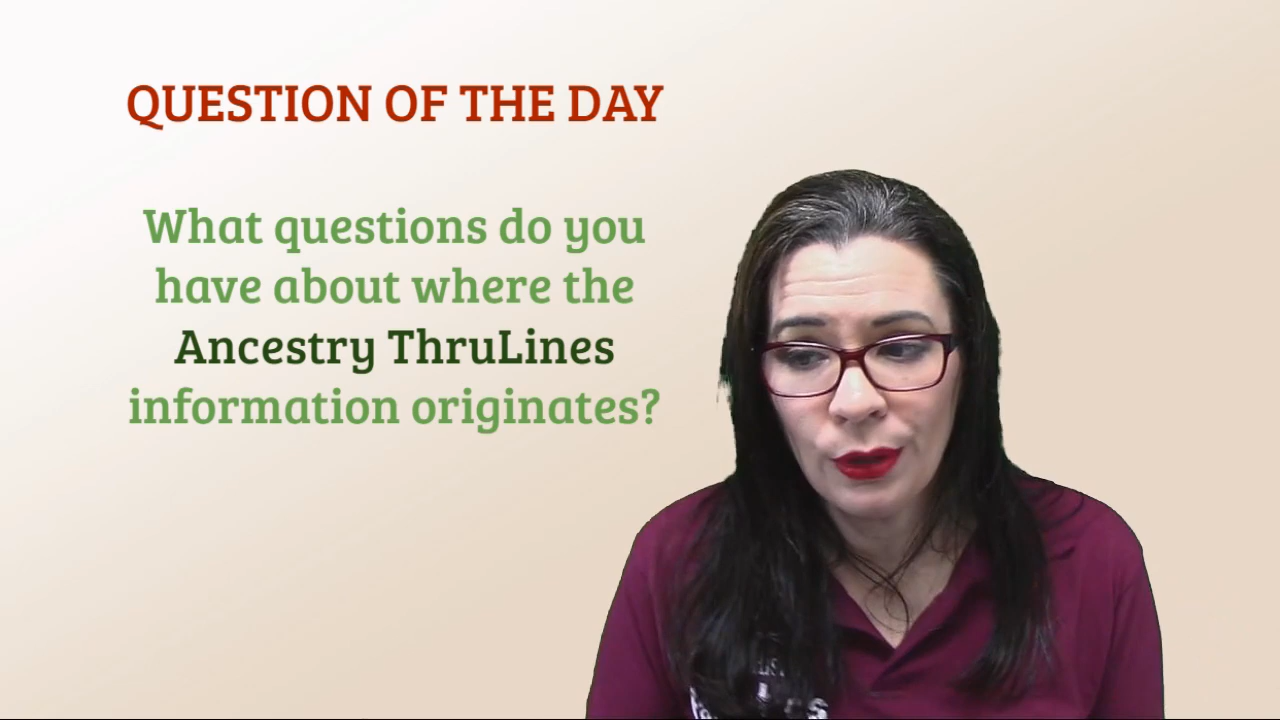 QUESTION OF THE DAY
What questions do you
have about where the
Ancestry ThruLines
information originates?